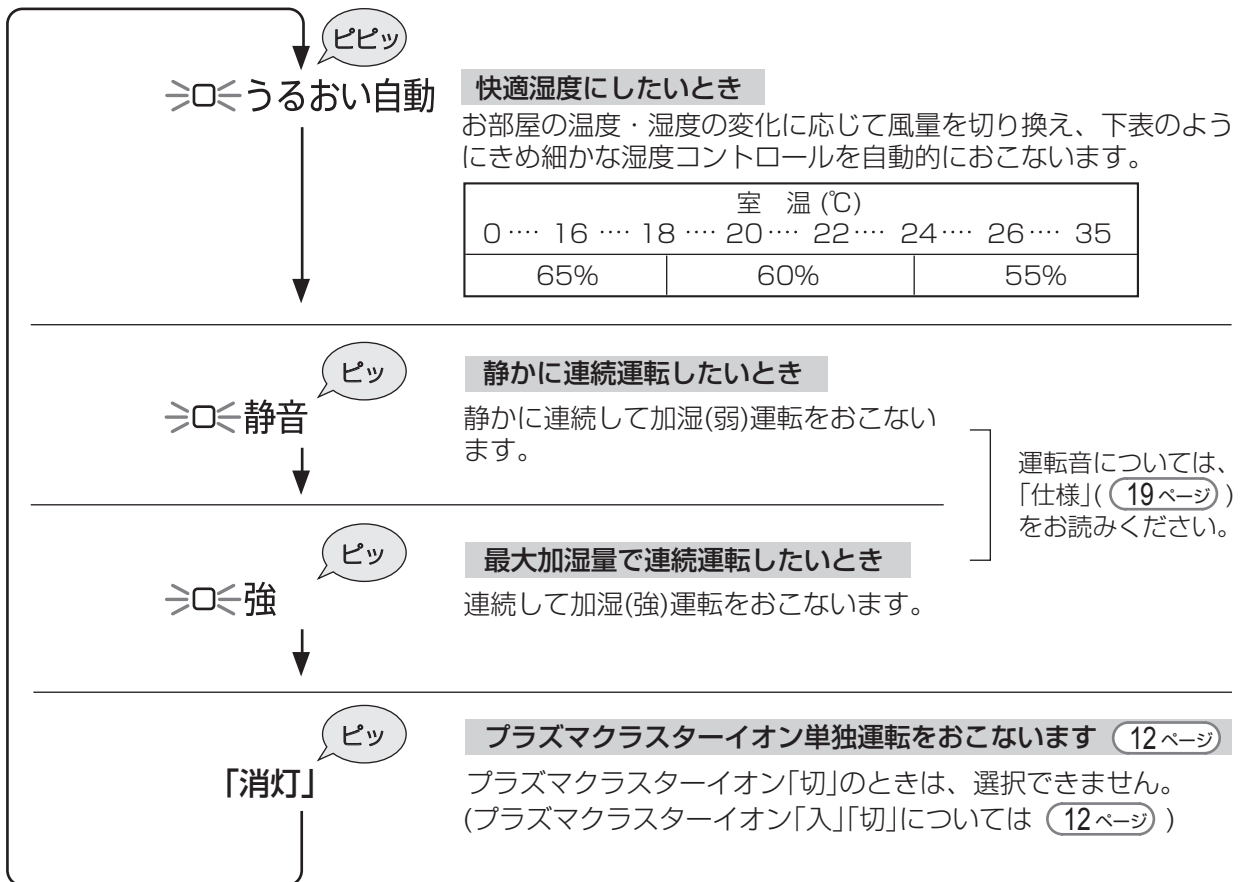 ピピッ
うるおい自動
快適湿度にしたいとき
お部屋の温度・湿度の変化に応じて風量を切り換え、下表のよう
にきめ細かな湿度コントロールを自動的におこないます。
室　温 (℃)
0 ‥‥ 16 ‥‥ 18 ‥‥ 20 ‥‥ 22 ‥‥ 24 ‥‥ 26 ‥‥ 35
65% 60% 55%
ピッ
静音
静かに連続運転したいとき
静かに連続して加湿(弱)運転をおこない
ます。
運転音については、
「仕様」( 19ページ )
をお読みください。
ピッ
強
最大加湿量で連続運転したいとき
連続して加湿(強)運転をおこないます。
ピッ
「消灯」
プラズマクラスターイオン単独運転をおこないます 12ページ
プラズマクラスターイオン「切」のときは、選択できません。
(プラズマクラスターイオン「入」「切」については 12ページ )